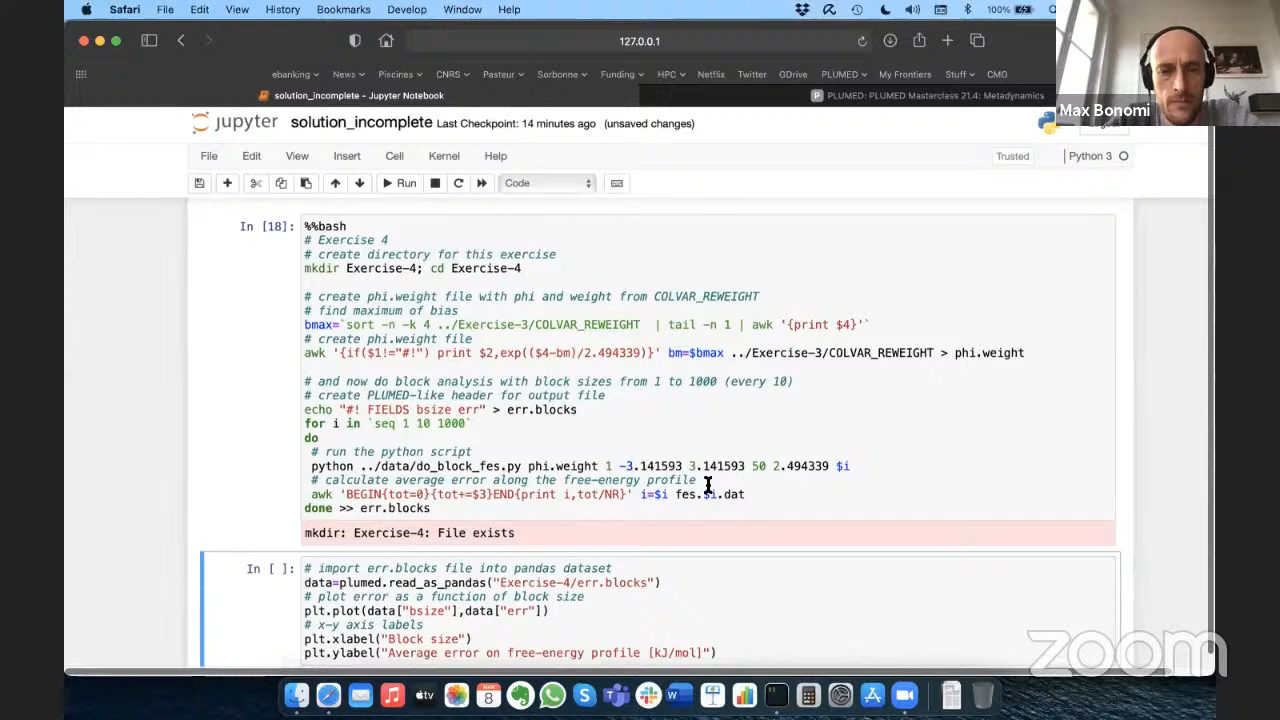 Safari File Edit View History Bookmarks Develop Window Help 100%
127.0.0.1
ebanking News Piscines CNRS Pasteur Sorbonne Funding HPC Netflix Twitter GDrive PLUMED My Frontiers Stuff CMG
solution_incomplete - Jupyter Notebook
PLUMED: PLUMED Masterclass 21.4: Metadynamics
Max Bonomi
jupyter solution_incomplete Last Checkpoint: 14 minutes ago (unsaved changes)
File Edit View Insert Cell Kernel Help Trusted Python 3
Run Code
In [18]: %%bash
# Exercise 4
# create directory for this exercise
mkdir Exercise-4; cd Exercise-4
# create phi.weight file with phi and weight from COLVAR_REWEIGHT
# find maximum of bias
bmax=`sort -n -k 4 ../Exercise-3/COLVAR_REWEIGHT | tail -n 1 | awk '{print $4}'`
# create phi.weight file
awk '{if($1!="#!") print $2,exp(($4-bm)/2.494339)}' bm=$bmax ../Exercise-3/COLVAR_REWEIGHT > phi.weight
# and now do block analysis with block sizes from 1 to 1000 (every 10)
# create PLUMED-like header for output file
echo "#! FIELDS bsize err" > err.blocks
for i in `seq 1 10 1000`
do
# run the python script
python ../data/do_block_fes.py phi.weight 1 -3.141593 3.141593 50 2.494339 $i
# calculate average error along the free-energy profile
awk 'BEGIN{tot=0}{tot+=$3}END{print i,tot/NR}' i=$i fes.$i.dat
done >> err.blocks
mkdir: Exercise-4: File exists
In [ ]: # import err.blocks file into pandas dataset
data=plumed.read_as_pandas("Exercise-4/err.blocks")
# plot error as a function of block size
plt.plot(data["bsize"],data["err"])
# x-y axis labels
plt.xlabel("Block size")
plt.ylabel("Average error on free-energy profile [kJ/mol]")
zoom
MAR
8
tv